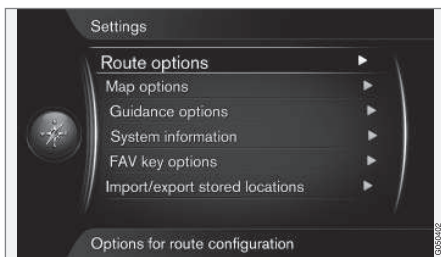 Settings
Route options
Map options
Guidance options
System information
FAV key options
Import/export stored locations
Options for route configuration
G050402